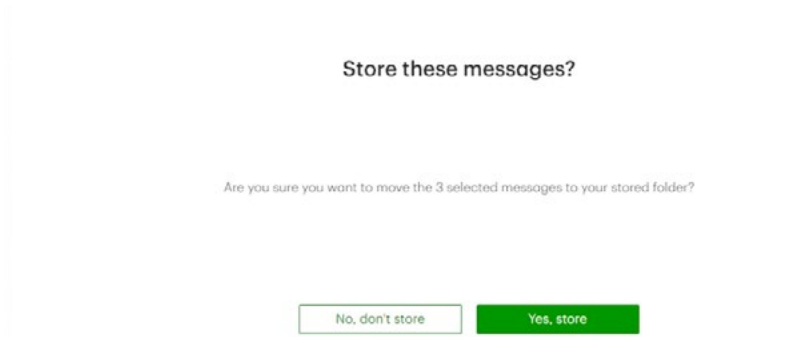 Store these messages?
Are you sure you want to move the 3 selected messages to your stored folder?
No, don't store
Yes, store